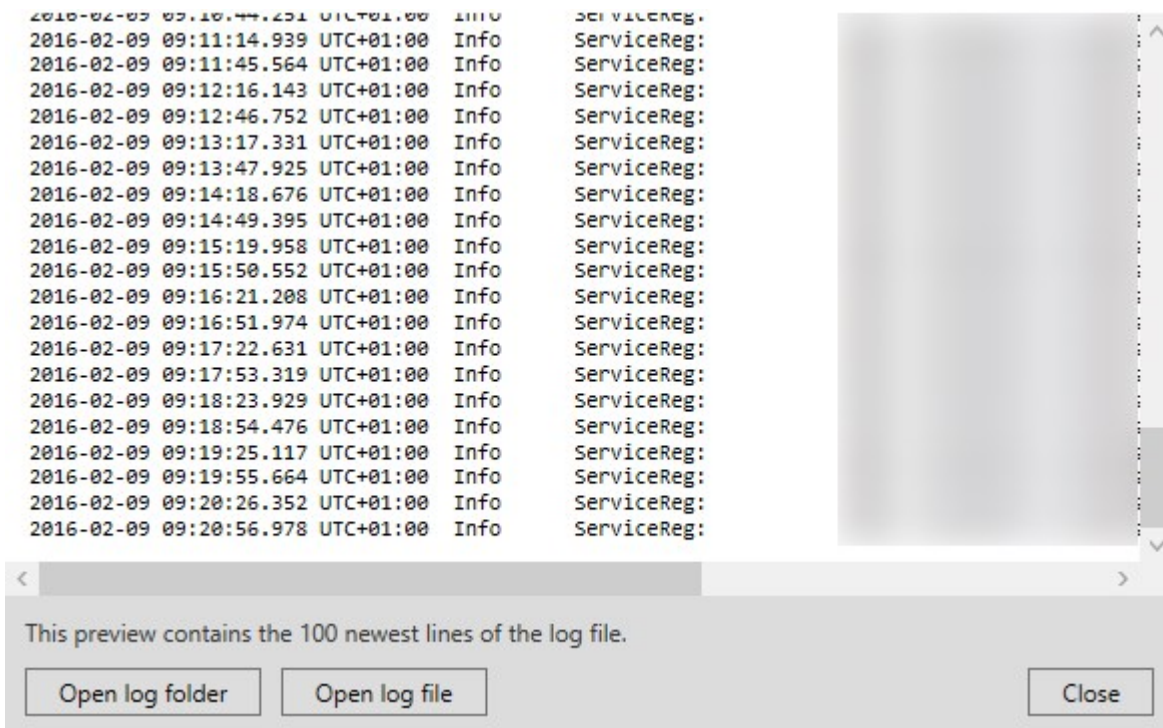 2016-02-09 09:10:44.251 UTC+01:00 Info ServiceReg:
2016-02-09 09:11:14.939 UTC+01:00 Info ServiceReg:
2016-02-09 09:11:45.564 UTC+01:00 Info ServiceReg:
2016-02-09 09:12:16.143 UTC+01:00 Info ServiceReg:
2016-02-09 09:12:46.752 UTC+01:00 Info ServiceReg:
2016-02-09 09:13:17.331 UTC+01:00 Info ServiceReg:
2016-02-09 09:13:47.925 UTC+01:00 Info ServiceReg:
2016-02-09 09:14:18.676 UTC+01:00 Info ServiceReg:
2016-02-09 09:14:49.395 UTC+01:00 Info ServiceReg:
2016-02-09 09:15:19.958 UTC+01:00 Info ServiceReg:
2016-02-09 09:15:50.552 UTC+01:00 Info ServiceReg:
2016-02-09 09:16:21.208 UTC+01:00 Info ServiceReg:
2016-02-09 09:16:51.974 UTC+01:00 Info ServiceReg:
2016-02-09 09:17:22.631 UTC+01:00 Info ServiceReg:
2016-02-09 09:17:53.319 UTC+01:00 Info ServiceReg:
2016-02-09 09:18:23.929 UTC+01:00 Info ServiceReg:
2016-02-09 09:18:54.476 UTC+01:00 Info ServiceReg:
2016-02-09 09:19:25.117 UTC+01:00 Info ServiceReg:
2016-02-09 09:19:55.664 UTC+01:00 Info ServiceReg:
2016-02-09 09:20:26.352 UTC+01:00 Info ServiceReg:
2016-02-09 09:20:56.978 UTC+01:00 Info ServiceReg:
This preview contains the 100 newest lines of the log file.
Open log folder Open log file Close